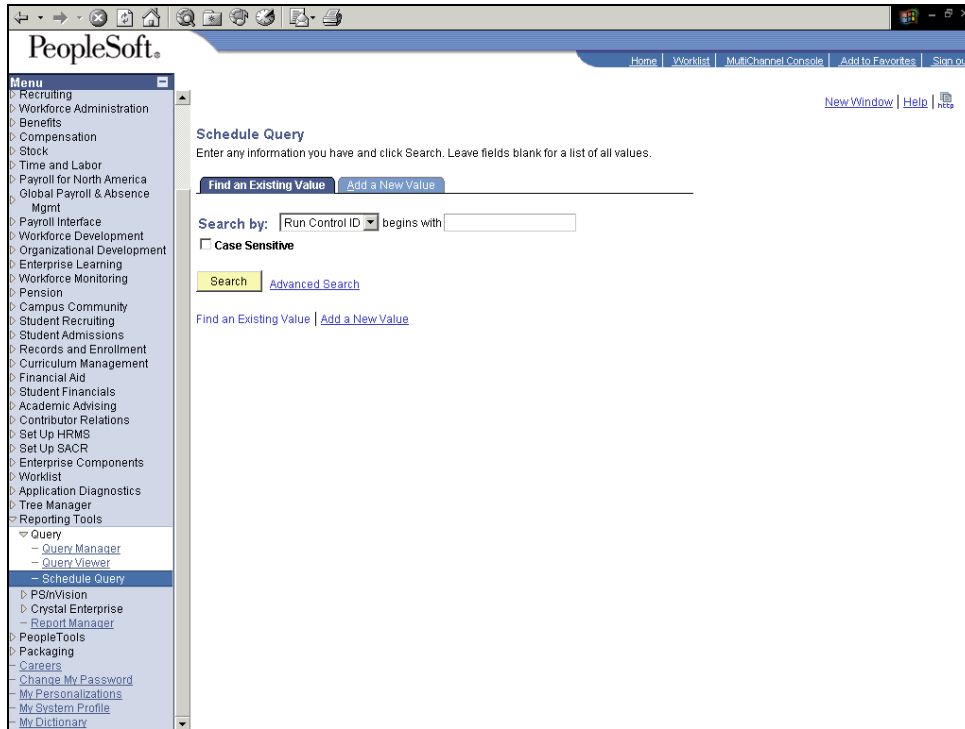 PeopleSoft.
Home | Worklist | MultiChannel Console | Add to Favorites | Sign ou
Menu
Recruiting
Workforce Administration
Benefits
Compensation
Stock
Time and Labor
Payroll for North America
Global Payroll & Absence
Mgmt
Payroll Interface
Workforce Development
Organizational Development
Enterprise Learning
Workforce Monitoring
Pension
Campus Community
Student Recruiting
Student Admissions
Records and Enrollment
Curriculum Management
Financial Aid
Student Financials
Academic Advising
Contributor Relations
Set Up HRMS
Set Up SACR
Enterprise Components
Worklist
Application Diagnostics
Tree Manager
Reporting Tools
Query
Query Manager
Query Viewer
Schedule Query
PS/nVision
Crystal Enterprise
Report Manager
PeopleTools
Packaging
Careers
Change My Password
My Personalizations
My System Profile
My Dictionary
New Window | Help | http
Schedule Query
Enter any information you have and click Search. Leave fields blank for a list of all values.
Find an Existing Value Add a New Value
Search by: Run Control ID begins with
Case Sensitive
Search Advanced Search
Find an Existing Value | Add a New Value